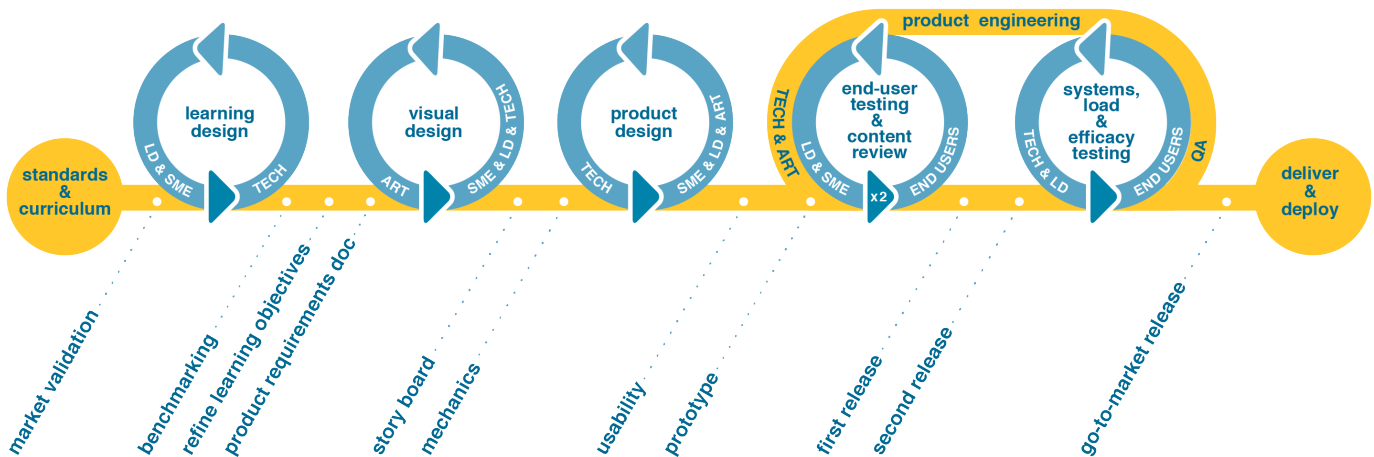 product engineering
standards
&
curriculum
learning
design
LD & SME
TECH
visual
design
ART
SME & LD & TECH
product
design
TECH
SME & LD & ART
TECH & ART
end-user
testing
&
content
review
LD & SME
x2
END USERS
systems,
load
&
efficacy
testing
TECH & LD
END USERS
QA
deliver
&
deploy
market validation
benchmarking
refine learning objectives
product requirements doc
story board
mechanics
usability
prototype
first release
second release
go-to-market release